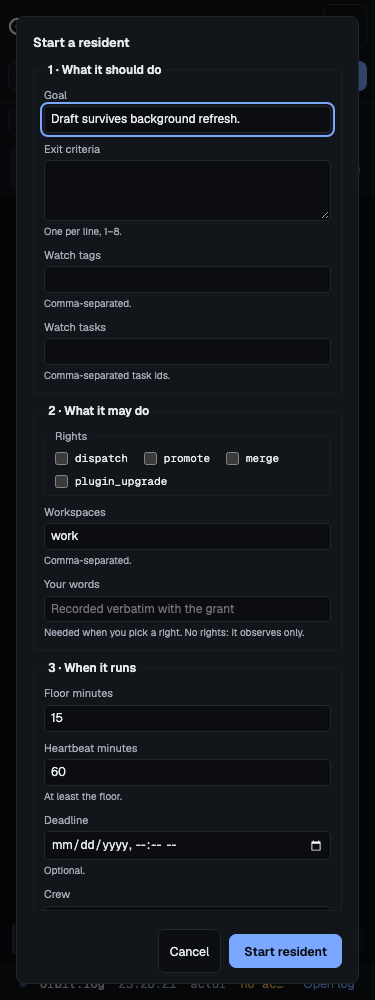 Start a resident
1 · What it should do
Goal
Draft survives background refresh.
Exit criteria
One per line, 1–8.
Watch tags
Comma-separated.
Watch tasks
Comma-separated task ids.
2 · What it may do
Rights
dispatch promote merge
plugin_upgrade
Workspaces
work
Comma-separated.
Your words
Recorded verbatim with the grant
Needed when you pick a right. No rights: it observes only.
3 · When it runs
Floor minutes
15
Heartbeat minutes
60
At least the floor.
Deadline
mm/dd/yyyy, --:-- --
Optional.
Crew
Cancel Start resident
Open log